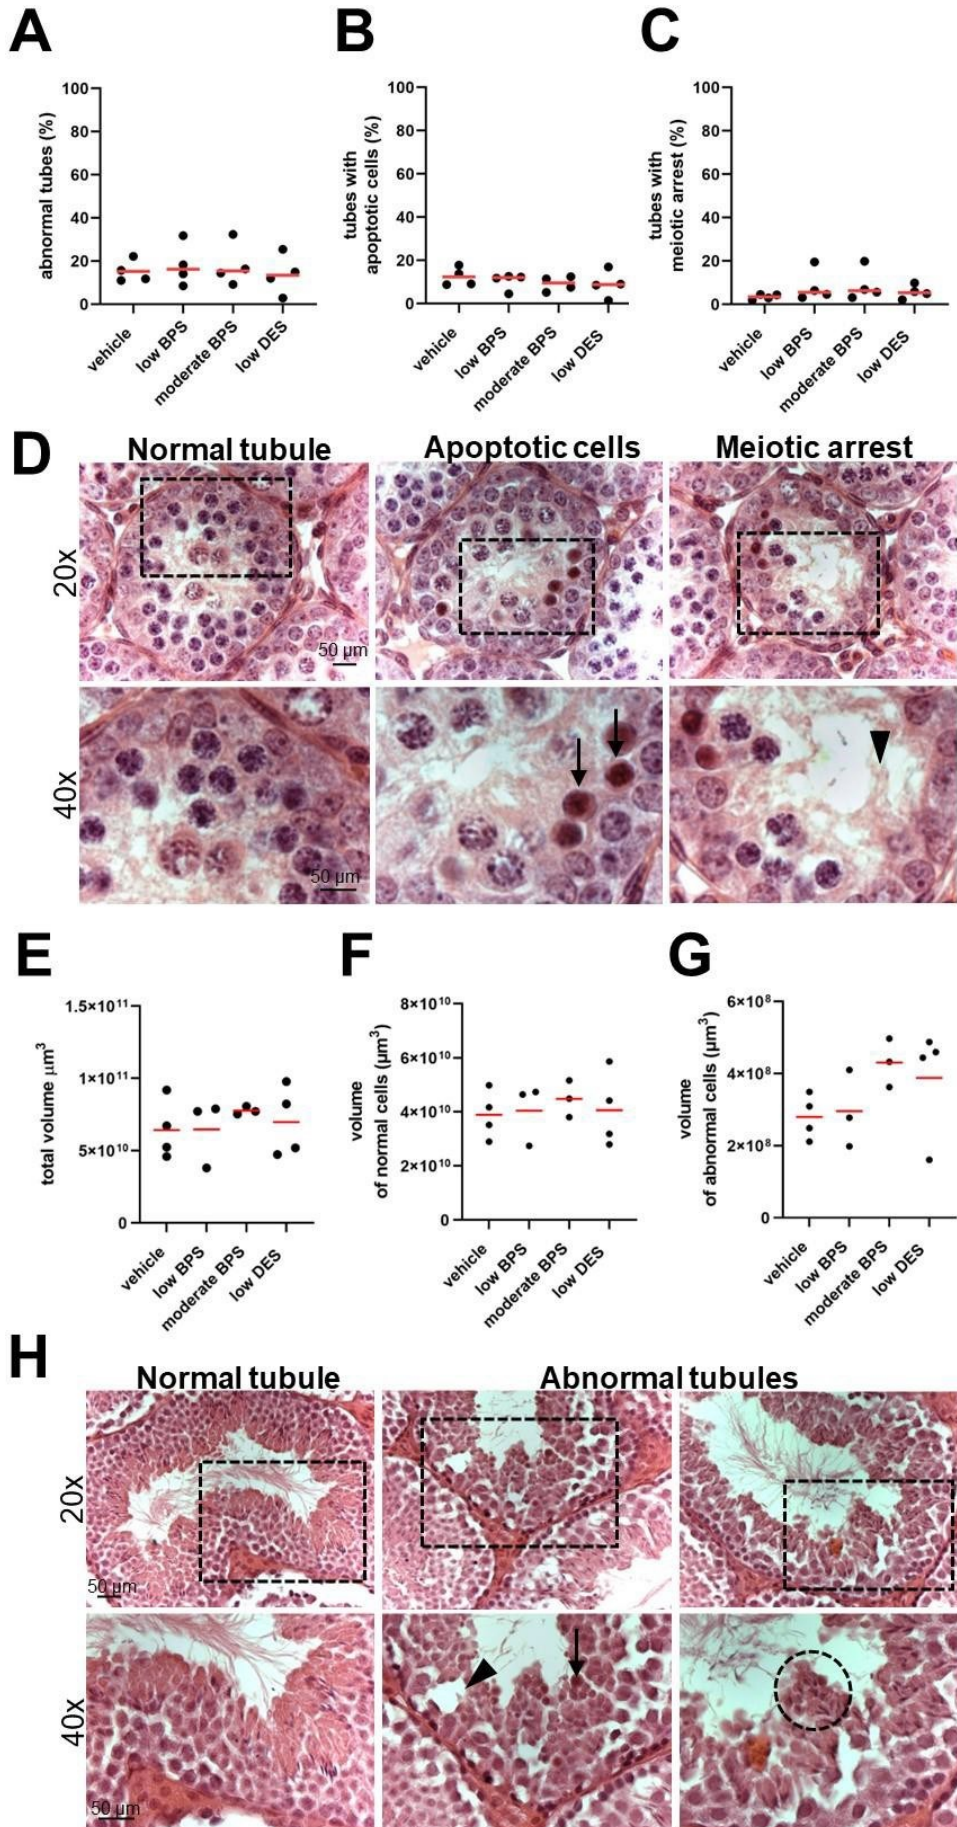 A
B
C
abnormal tubes (%)
100
80
60
40
20
0
vehicle
low BPS
moderate BPS
low DES
tubes with
apoptotic cells (%)
100
80
60
40
20
0
vehicle
low BPS
moderate BPS
low DES
tubes with
meiotic arrest (%)
100
80
60
40
20
0
vehicle
low BPS
moderate BPS
low DES
D
Normal tubule
Apoptotic cells
Meiotic arrest
20x
50 µm
40x
50 µm
E
F
G
total volume µm³
1.5×10¹¹
1×10¹¹
5×10¹⁰
0
vehicle
low BPS
moderate BPS
low DES
volume
of normal cells (µm³)
8×10¹⁰
6×10¹⁰
4×10¹⁰
2×10¹⁰
0
vehicle
low BPS
moderate BPS
low DES
volume
of abnormal cells (µm³)
6×10⁸
4×10⁸
2×10⁸
0
vehicle
low BPS
moderate BPS
low DES
H
Normal tubule
Abnormal tubules
20x
50 µm
40x
50 µm